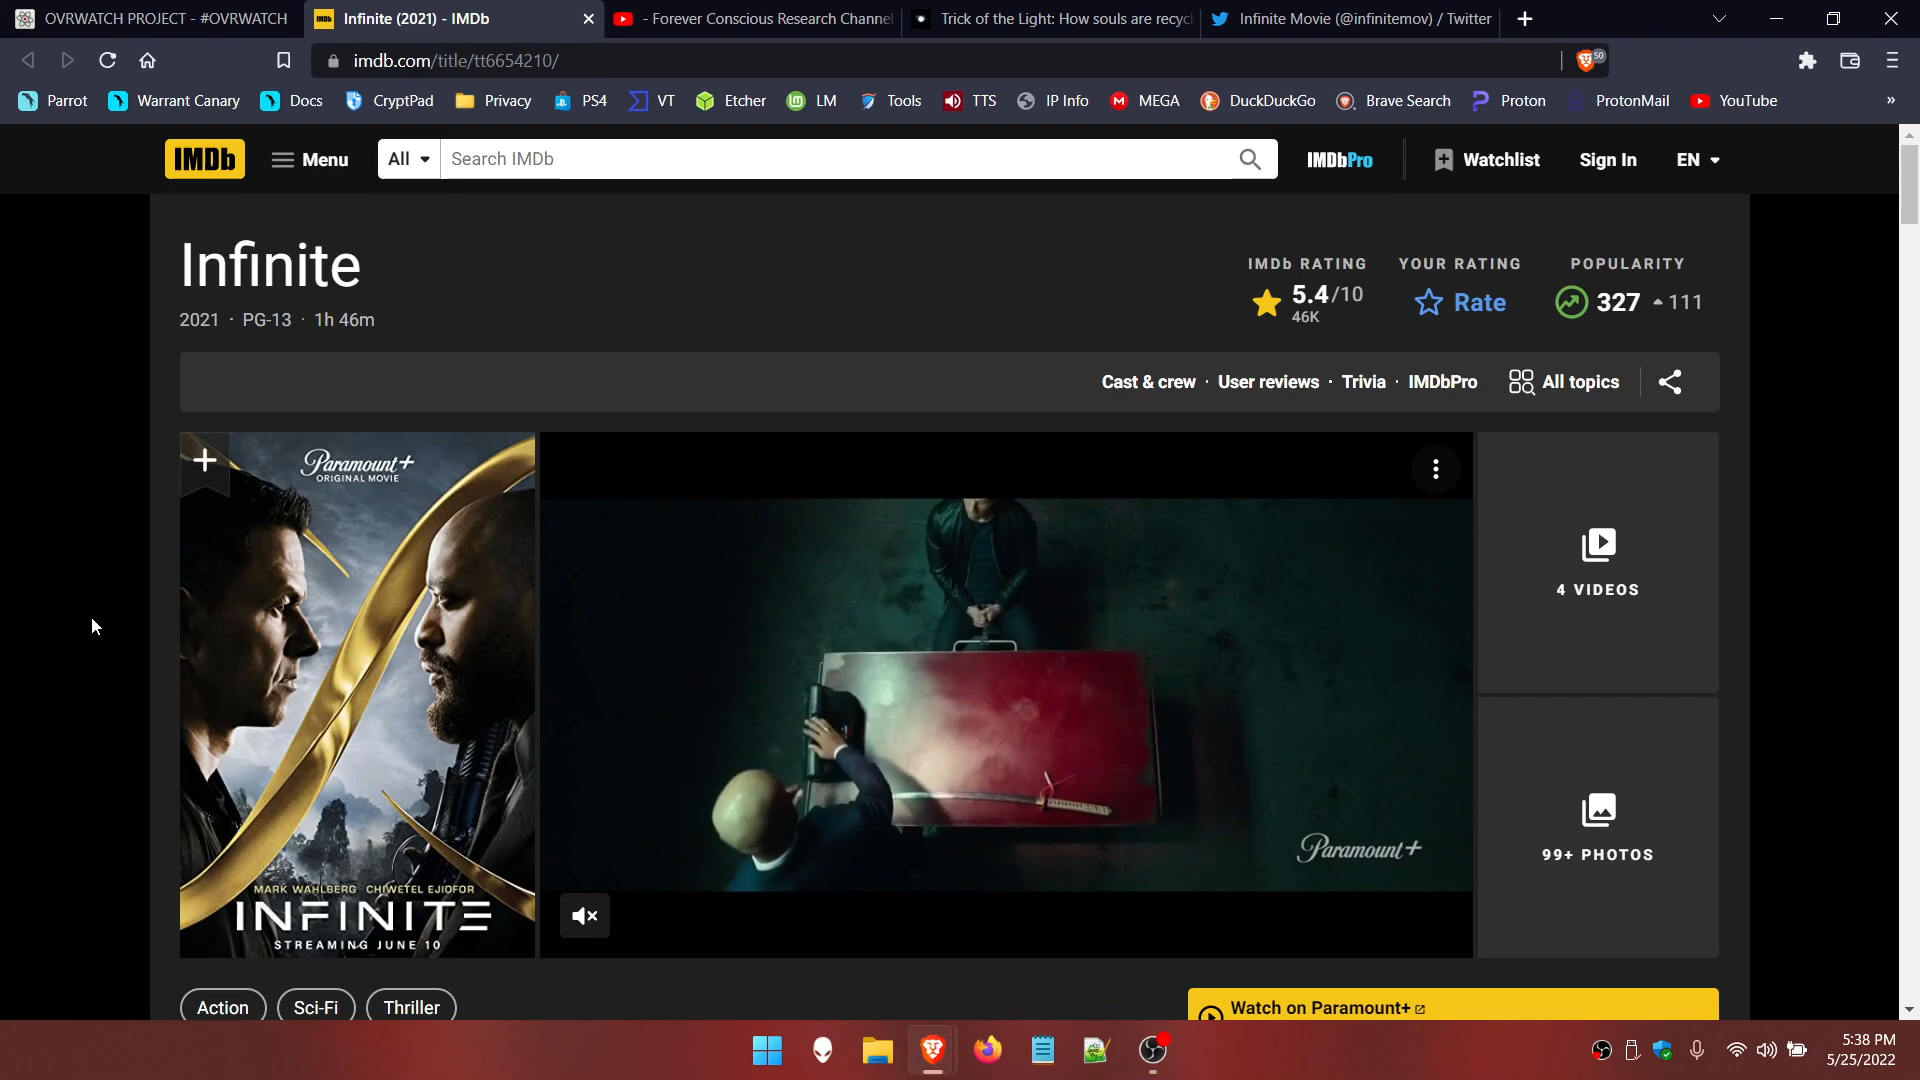 OVRWATCH PROJECT - #OVRWATCH
Infinite (2021) - IMDb
- Forever Conscious Research Channel
Trick of the Light: How souls are recycl
Infinite Movie (@infinitemov) / Twitter
imdb.com/title/tt6654210/
50
Parrot
Warrant Canary
Docs
CryptPad
Privacy
PS4
VT
Etcher
LM
Tools
TTS
IP Info
MEGA
DuckDuckGo
Brave Search
Proton
ProtonMail
YouTube
»
IMDb
Menu
All
Search IMDb
IMDbPro
Watchlist
Sign In
EN
Infinite
2021 · PG-13 · 1h 46m
IMDb RATING
5.4/10
46K
YOUR RATING
Rate
POPULARITY
327
111
Cast & crew · User reviews · Trivia · IMDbPro
All topics
Paramount+
ORIGINAL MOVIE
MARK WAHLBERG CHIWETEL EJIOFOR
INFINITE
STREAMING JUNE 10
Paramount+
4 VIDEOS
99+ PHOTOS
Action
Sci-Fi
Thriller
Watch on Paramount+
5:38 PM
5/25/2022